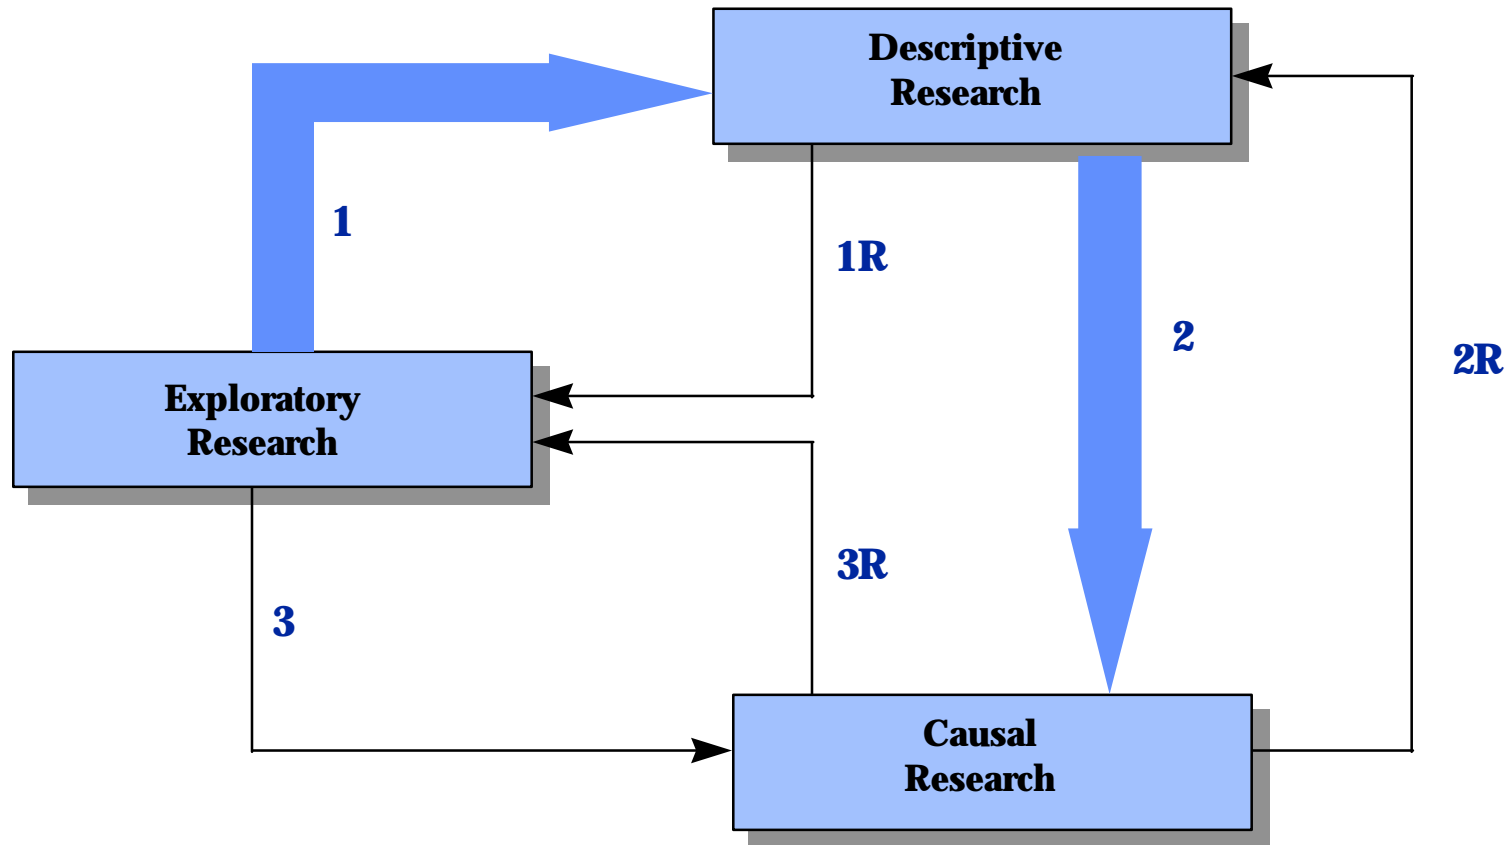 Descriptive
Research
1
1R
2
2R
Exploratory
Research
3R
3
Causal
Research